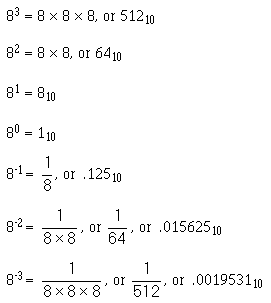 8³ = 8 × 8 × 8, or 512₁₀
8² = 8 × 8, or 64₁₀
8¹ = 8₁₀
8⁰ = 1₁₀
8⁻¹ = 1/8, or .125₁₀
8⁻² = 1/(8 × 8), or 1/64, or .015625₁₀
8⁻³ = 1/(8 × 8 × 8), or 1/512, or .0019531₁₀